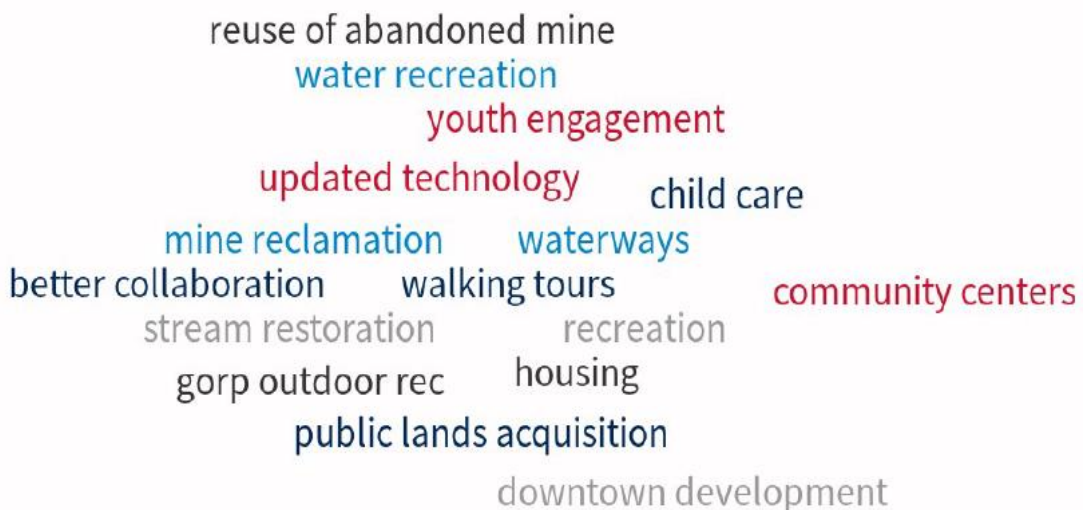 reuse of abandoned mine
water recreation
youth engagement
updated technology
child care
mine reclamation
waterways
better collaboration
walking tours
community centers
stream restoration
recreation
gorp outdoor rec
housing
public lands acquisition
downtown development